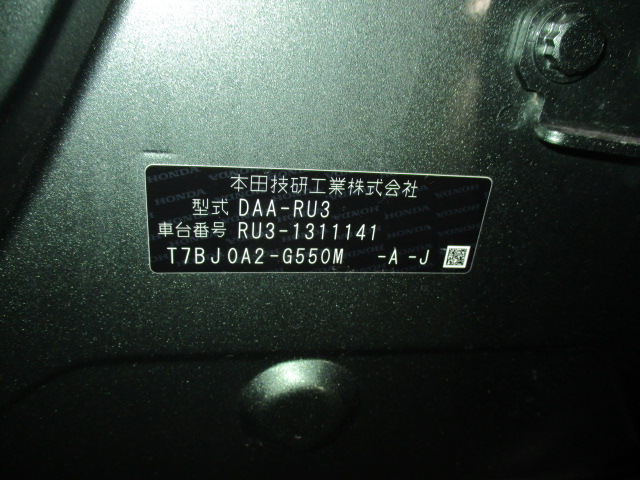 本田技研工業株式会社
型式 DAA-RU3
車台番号 RU3-1311141
T7BJ0A2-G550M -A -J